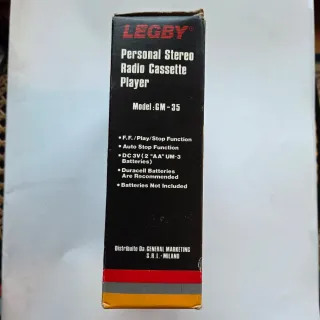 LEGBY®
Personal Stereo
Radio Cassette
Player
Model: GM-35
• F.F./Play/Stop Function
• Auto Stop Function
• DC 3V (2 "AA" UM-3
Batteries)
• Duracell Batteries
Are Recommended
• Batteries Not Included
Distribuito Da GENERAL MARKETING
S.R.L. - MILANO